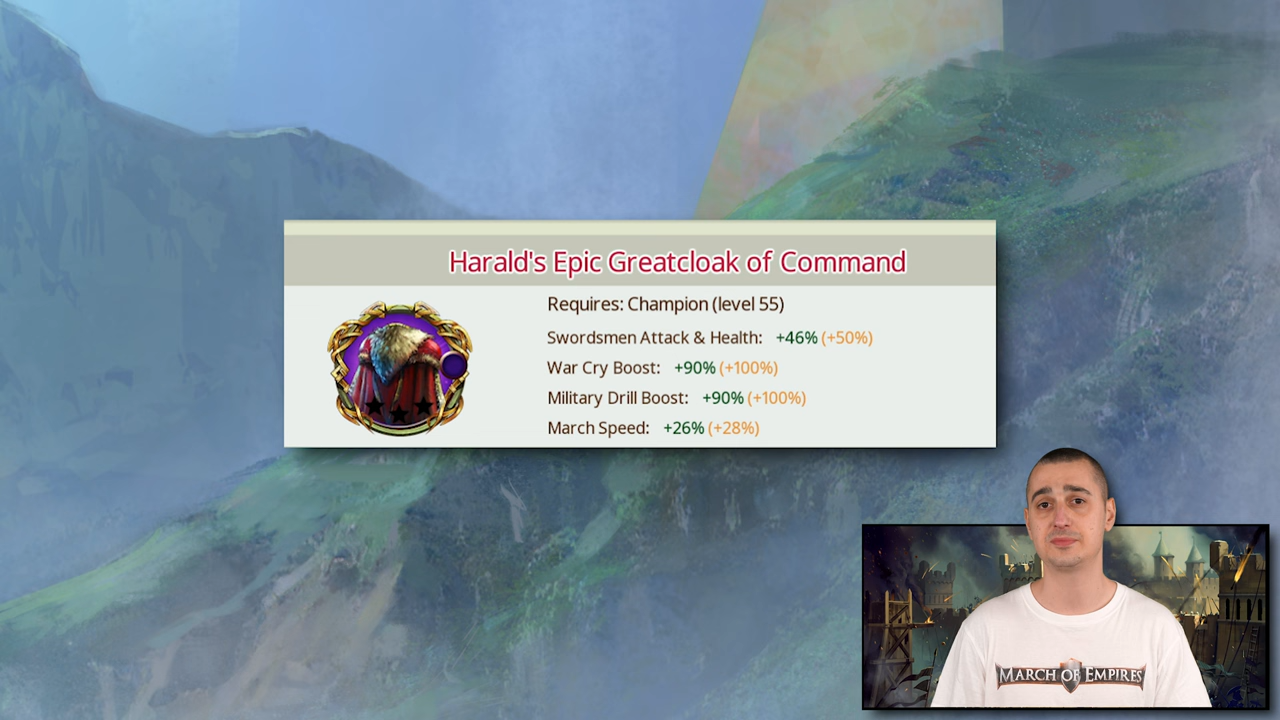 Harald's Epic Greatcloak of Command
Requires: Champion (level 55)
Swordsmen Attack & Health: +46% (+50%)
War Cry Boost: +90% (+100%)
Military Drill Boost: +90% (+100%)
March Speed: +26% (+28%)
MARCH OF EMPIRES